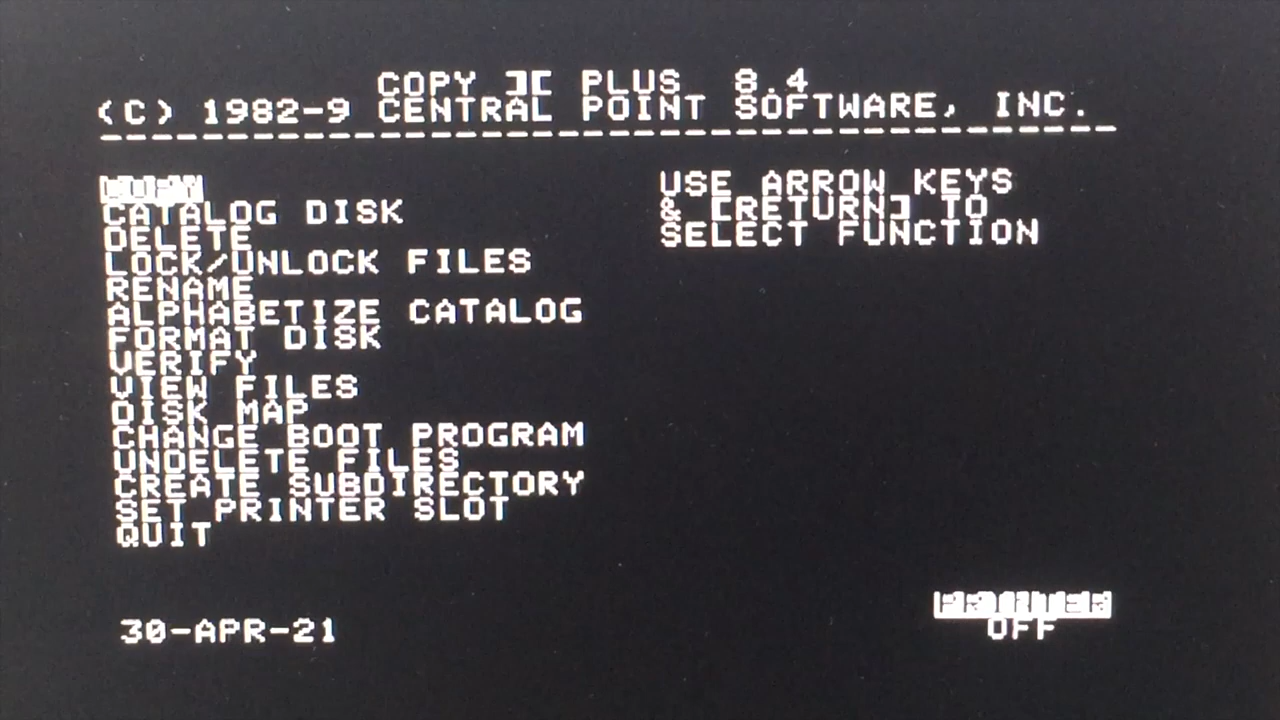 COPY ][ PLUS 8.4
(C) 1982-9 CENTRAL POINT SOFTWARE, INC.
----------------------------------------
COPY
CATALOG DISK
DELETE
LOCK/UNLOCK FILES
RENAME
ALPHABETIZE CATALOG
FORMAT DISK
VERIFY
VIEW FILES
DISK MAP
CHANGE BOOT PROGRAM
UNDELETE FILES
CREATE SUBDIRECTORY
SET PRINTER SLOT
QUIT
USE ARROW KEYS
& [RETURN] TO
SELECT FUNCTION
30-APR-21
PRINTER
OFF